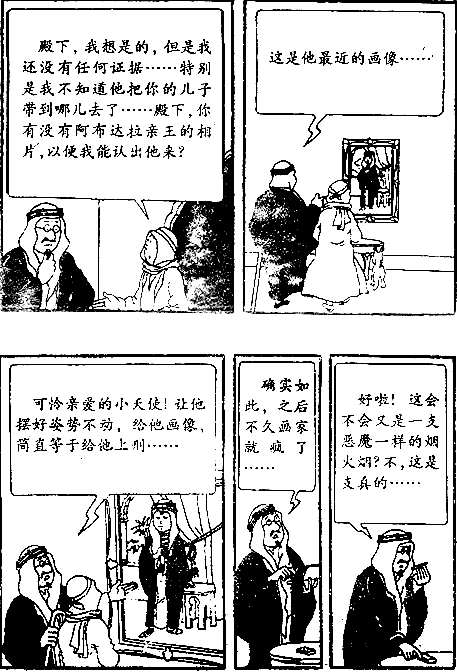 殿下，我想是的，但是我
还没有任何证据……特别
是我不知道他把你的儿子
带到哪儿去了……殿下，你
有没有阿布达拉亲王的相
片，以便我能认出他来？
这是他最近的画像……
可怜亲爱的小天使！让他
摆好姿势不动，给他画像，
简直等于给他上刑……
确实如
此，之后
不久画家
就疯了
……
好啦！这会
不会又是一支
恶魔一样的烟
火烟？不，这是
支真的……